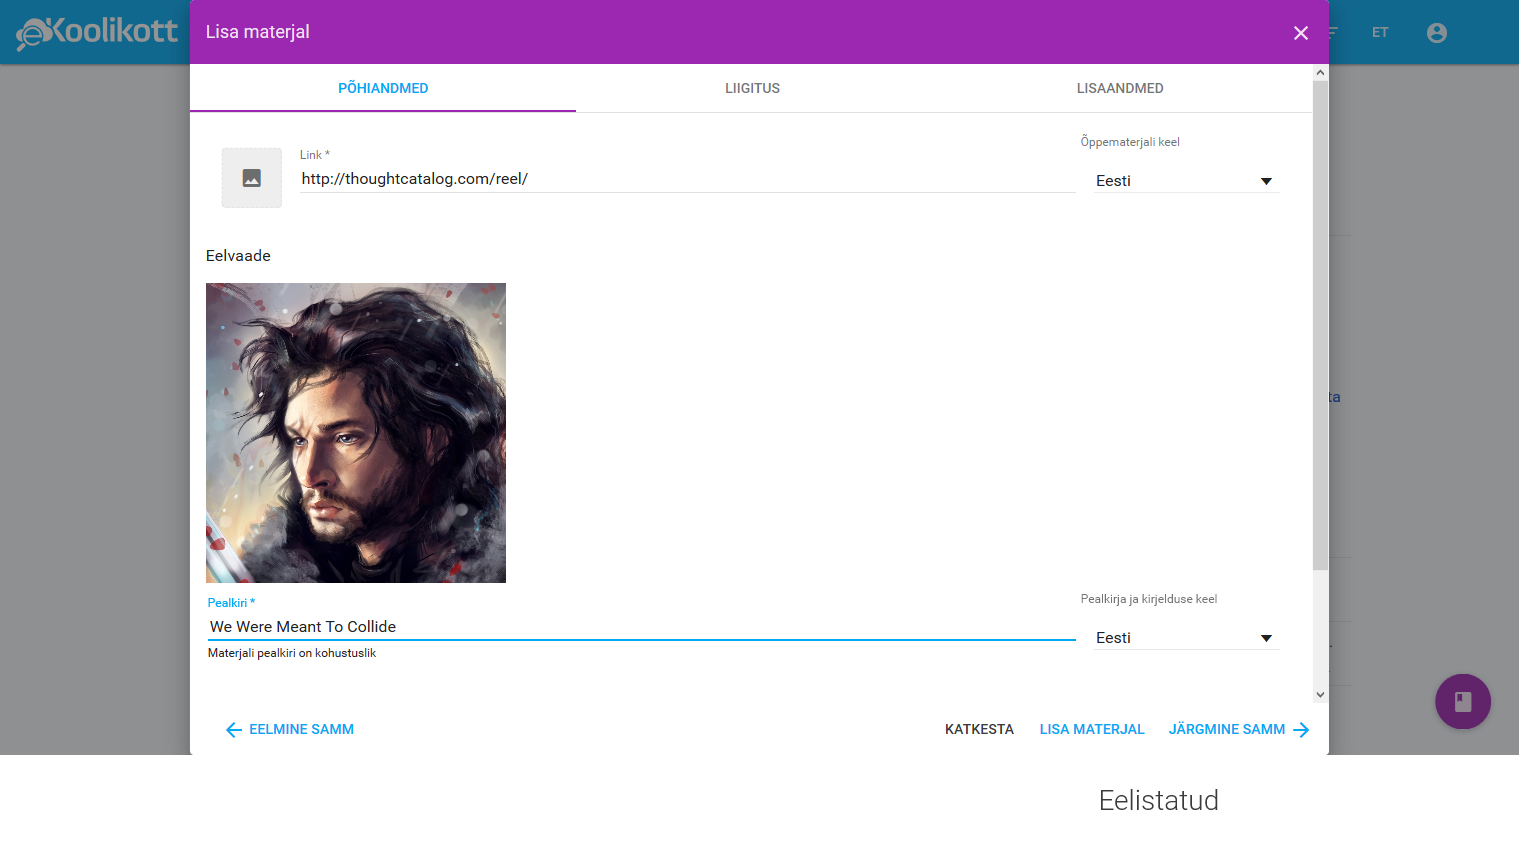 eKoolikott
Lisa materjal
ET
PÕHIANDMED
LIIGITUS
LISAANDMED
Link *
http://thoughtcatalog.com/reel/
Õppematerjali keel
Eesti
Eelvaade
ta
Pealkiri *
We Were Meant To Collide
Materjali pealkiri on kohustuslik
Pealkirja ja kirjelduse keel
Eesti
EELMINE SAMM
KATKESTA
LISA MATERJAL
JÄRGMINE SAMM
Eelistatud